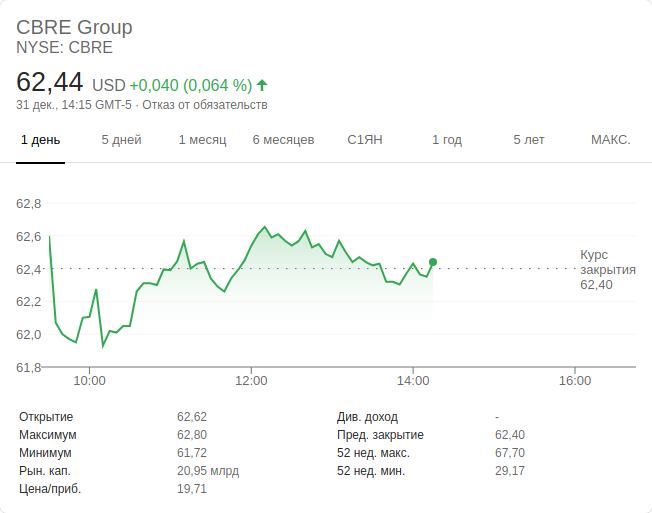 CBRE Group
NYSE: CBRE
62,44 USD +0,040 (0,064 %)
31 дек., 14:15 GMT-5 · Отказ от обязательств
1 день 5 дней 1 месяц 6 месяцев С1ЯН 1 год 5 лет МАКС.
62,8
62,6
62,4
62,2
62,0
61,8
Курс
закрытия
62,40
10:00 12:00 14:00 16:00
Открытие 62,62 Див. доход -
Максимум 62,80 Пред. закрытие 62,40
Минимум 61,72 52 нед. макс. 67,70
Рын. кап. 20,95 млрд 52 нед. мин. 29,17
Цена/приб. 19,71